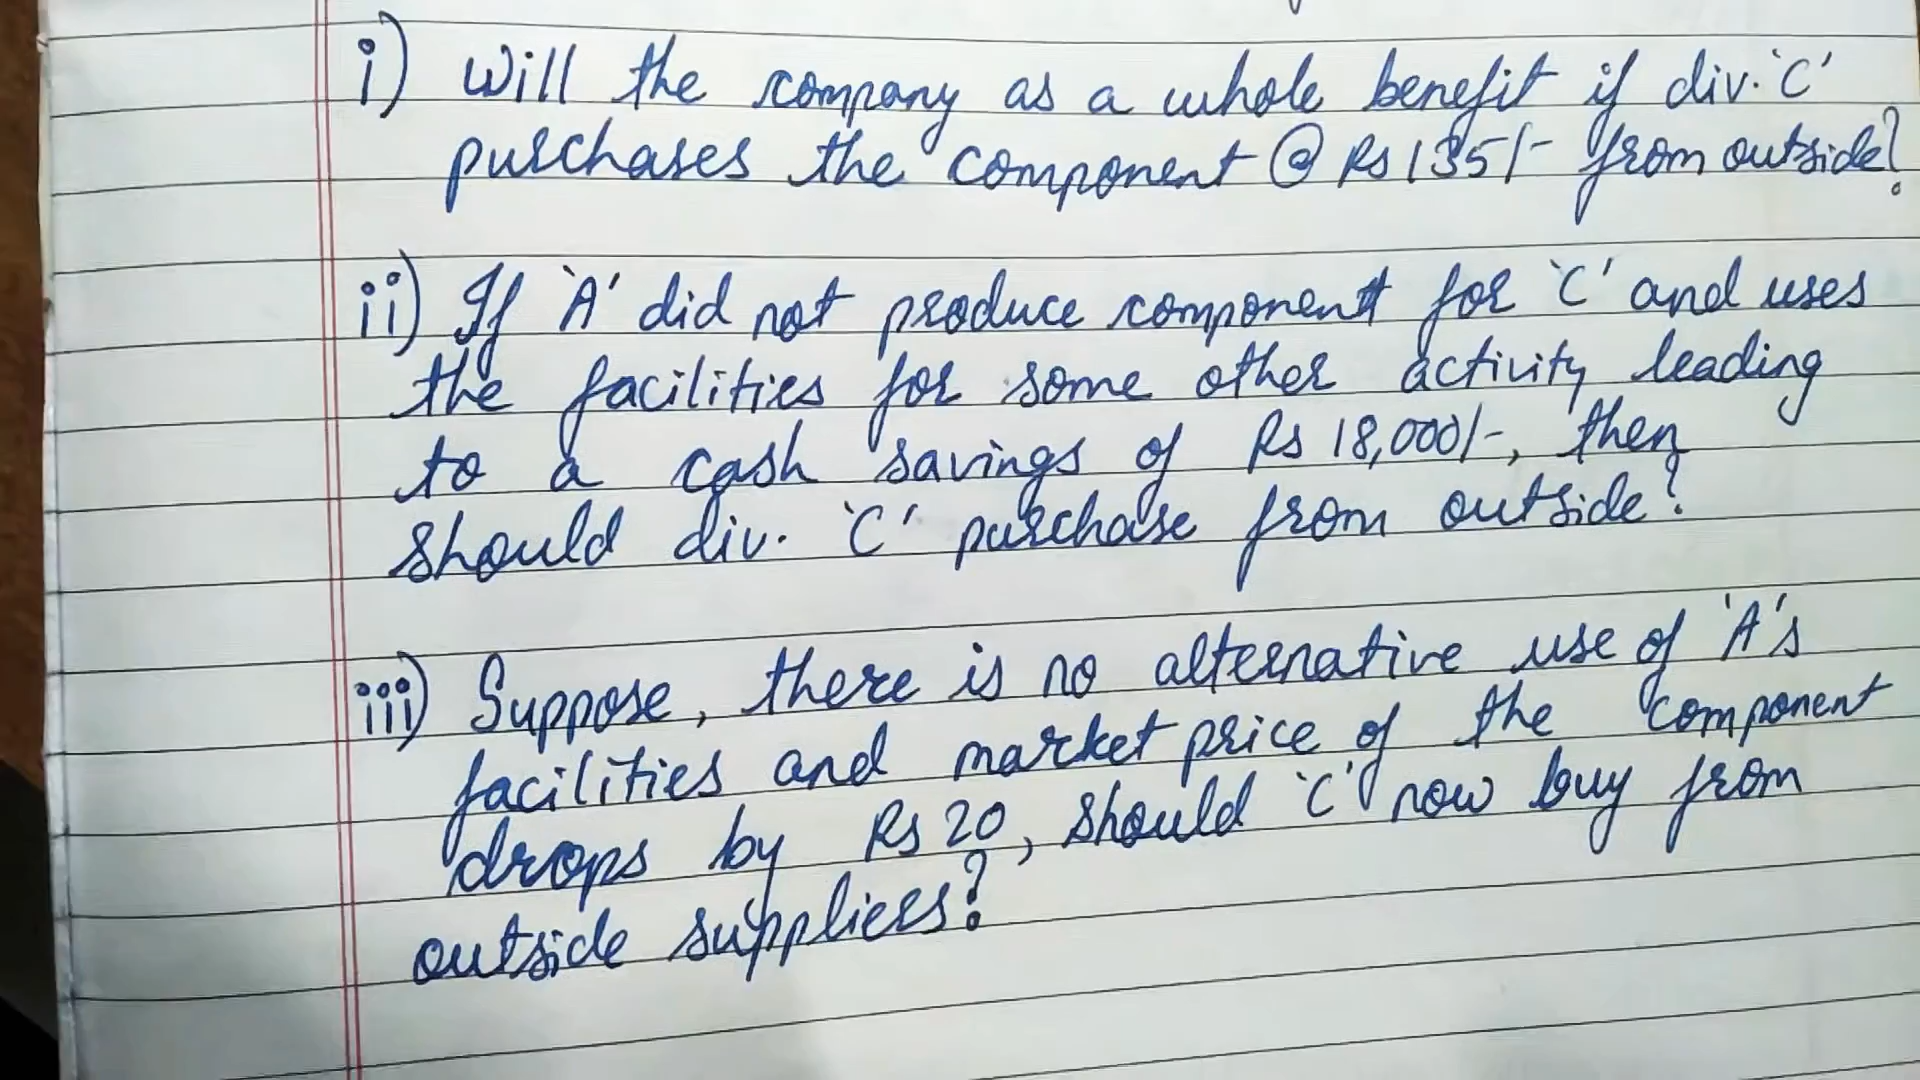 i) Will the company as a whole benefit if div. 'C'
purchases the component @ Rs 135/- from outside?
ii) If 'A' did not produce component for 'C' and uses
the facilities for some other activity leading
to a cash savings of Rs 18,000/-, then
should div. 'C' purchase from outside?
iii) Suppose, there is no alternative use of 'A's
facilities and market price of the component
drops by Rs 20, should 'C' now buy from
outside suppliers?